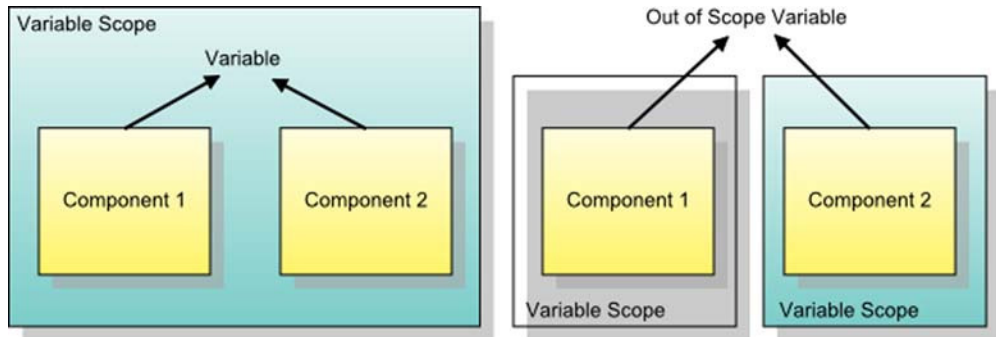 Variable Scope
Variable
Component 1
Component 2
Out of Scope Variable
Component 1
Variable Scope
Component 2
Variable Scope